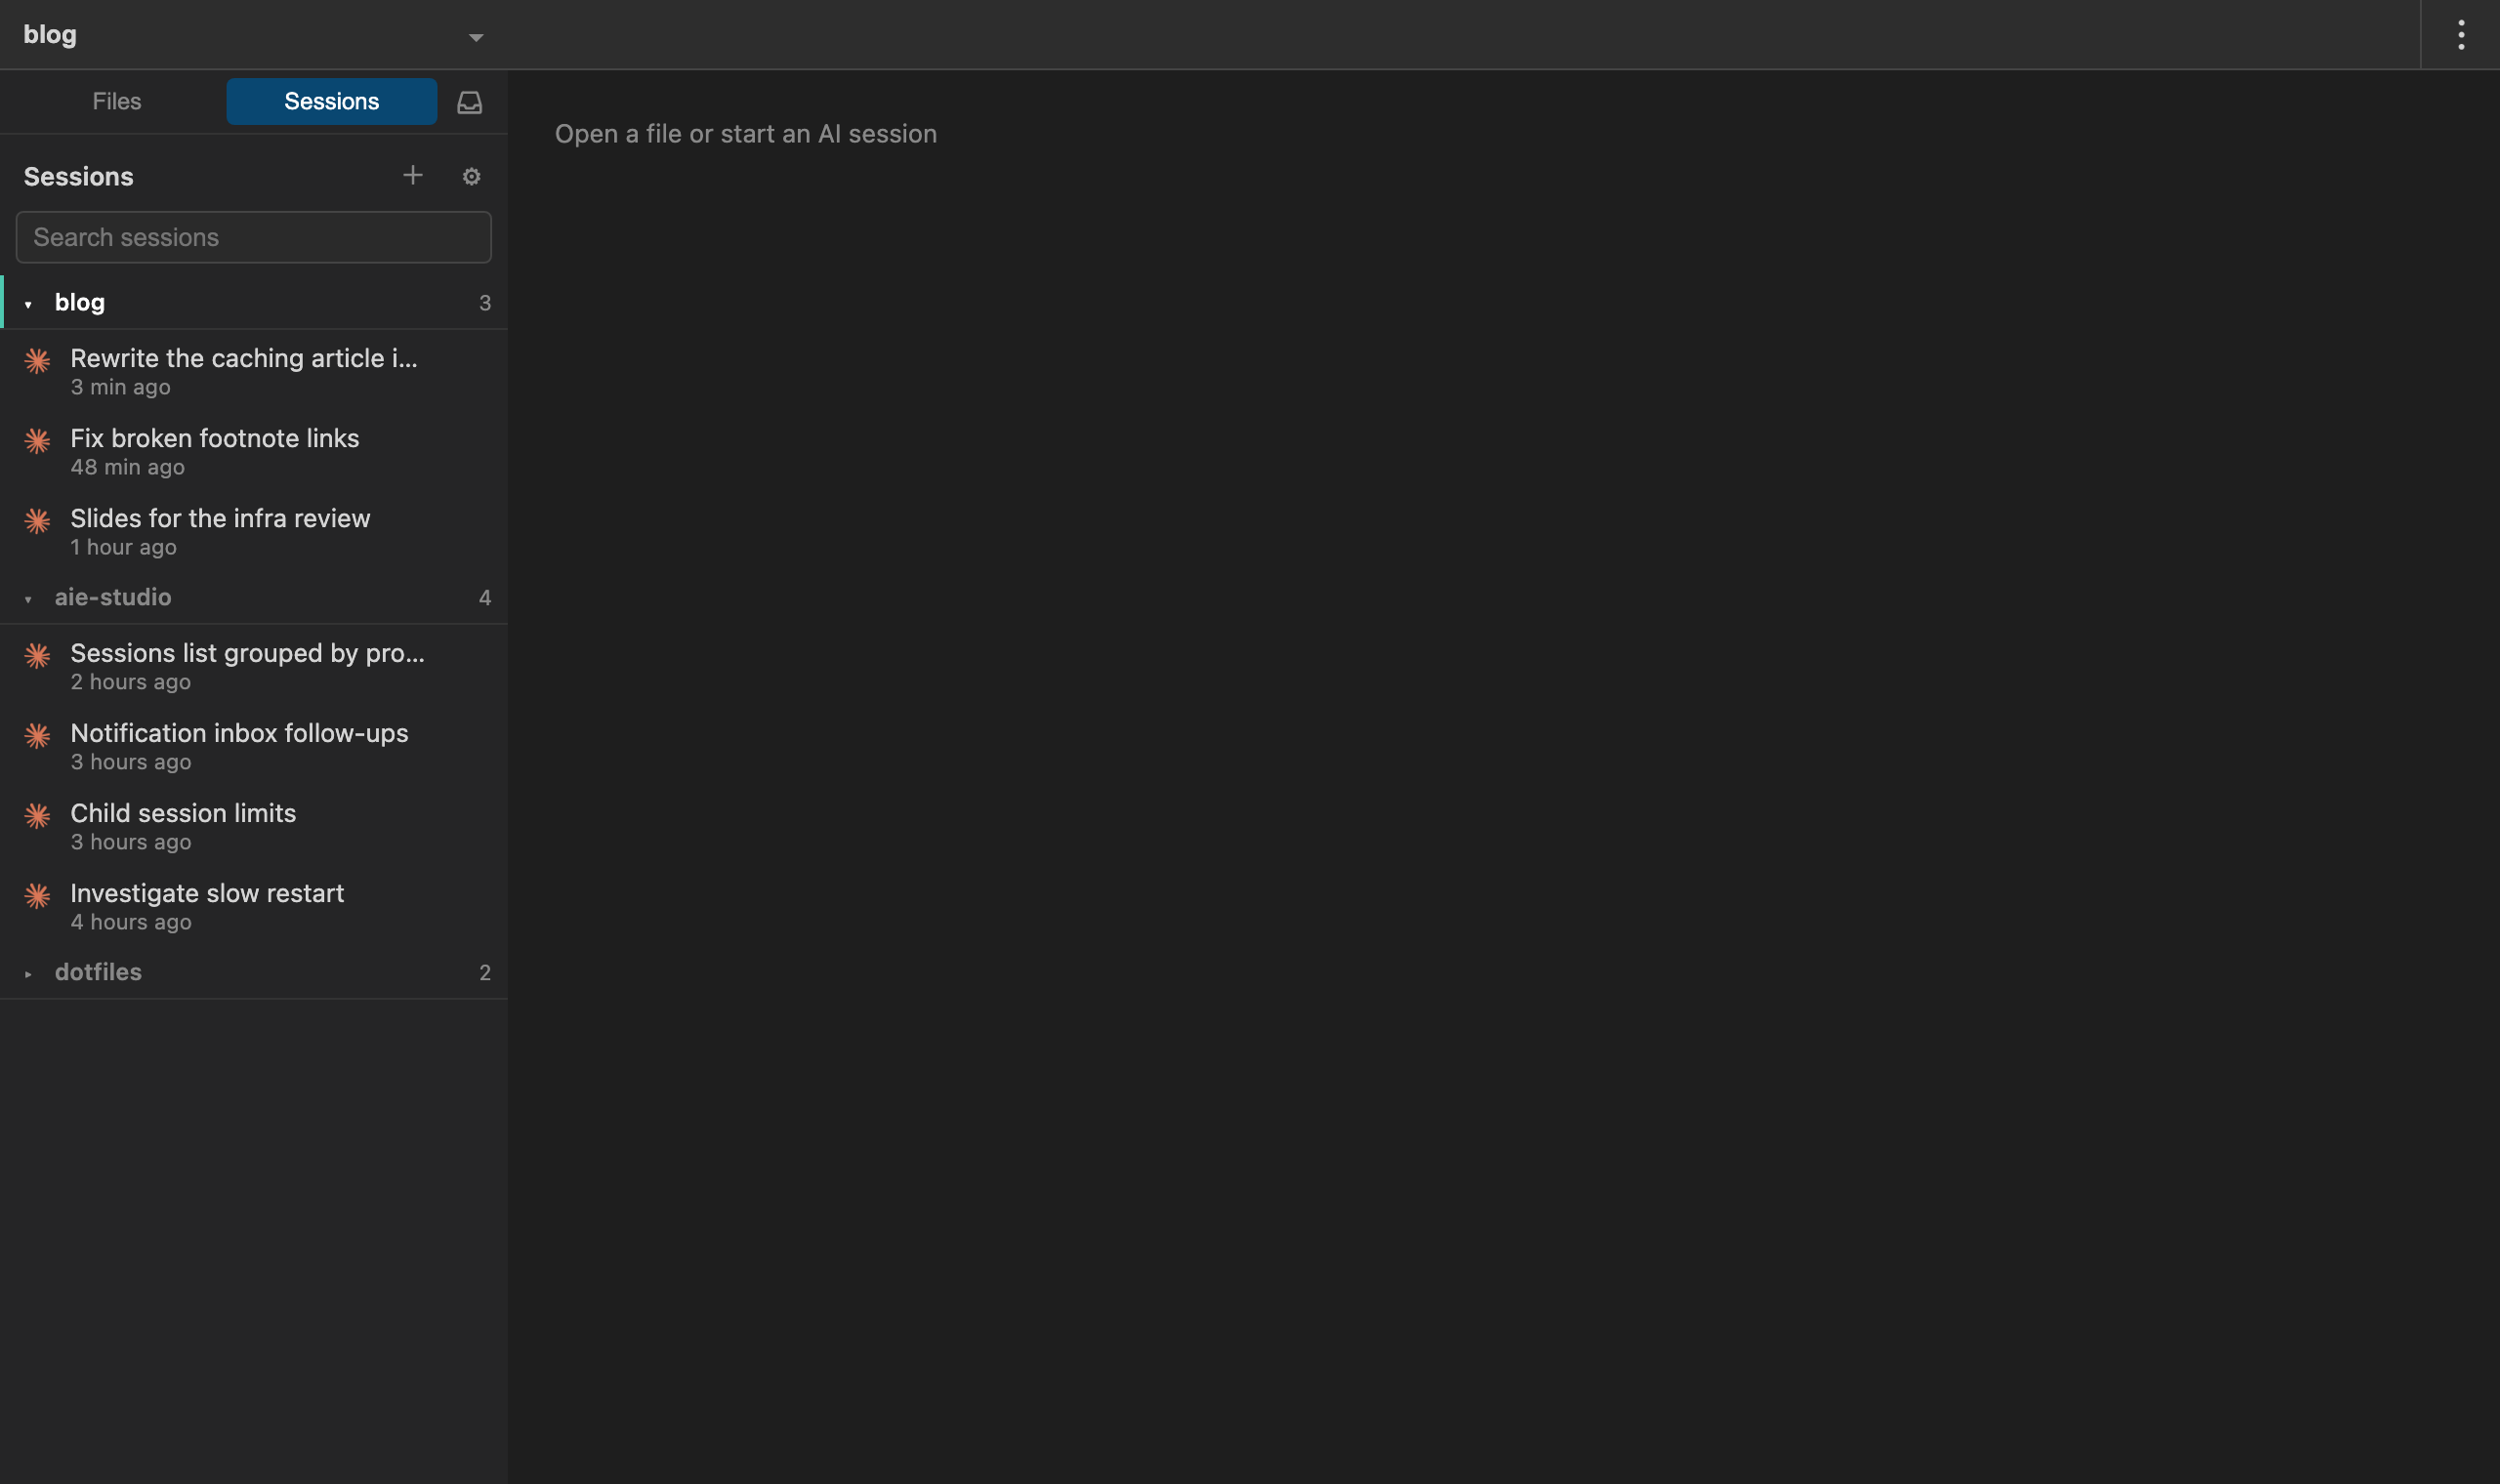 blog
Files
Sessions
Open a file or start an AI session
Sessions
Search sessions
blog
3
Rewrite the caching article i...
3 min ago
Fix broken footnote links
48 min ago
Slides for the infra review
1 hour ago
aie-studio
4
Sessions list grouped by pro...
2 hours ago
Notification inbox follow-ups
3 hours ago
Child session limits
3 hours ago
Investigate slow restart
4 hours ago
dotfiles
2